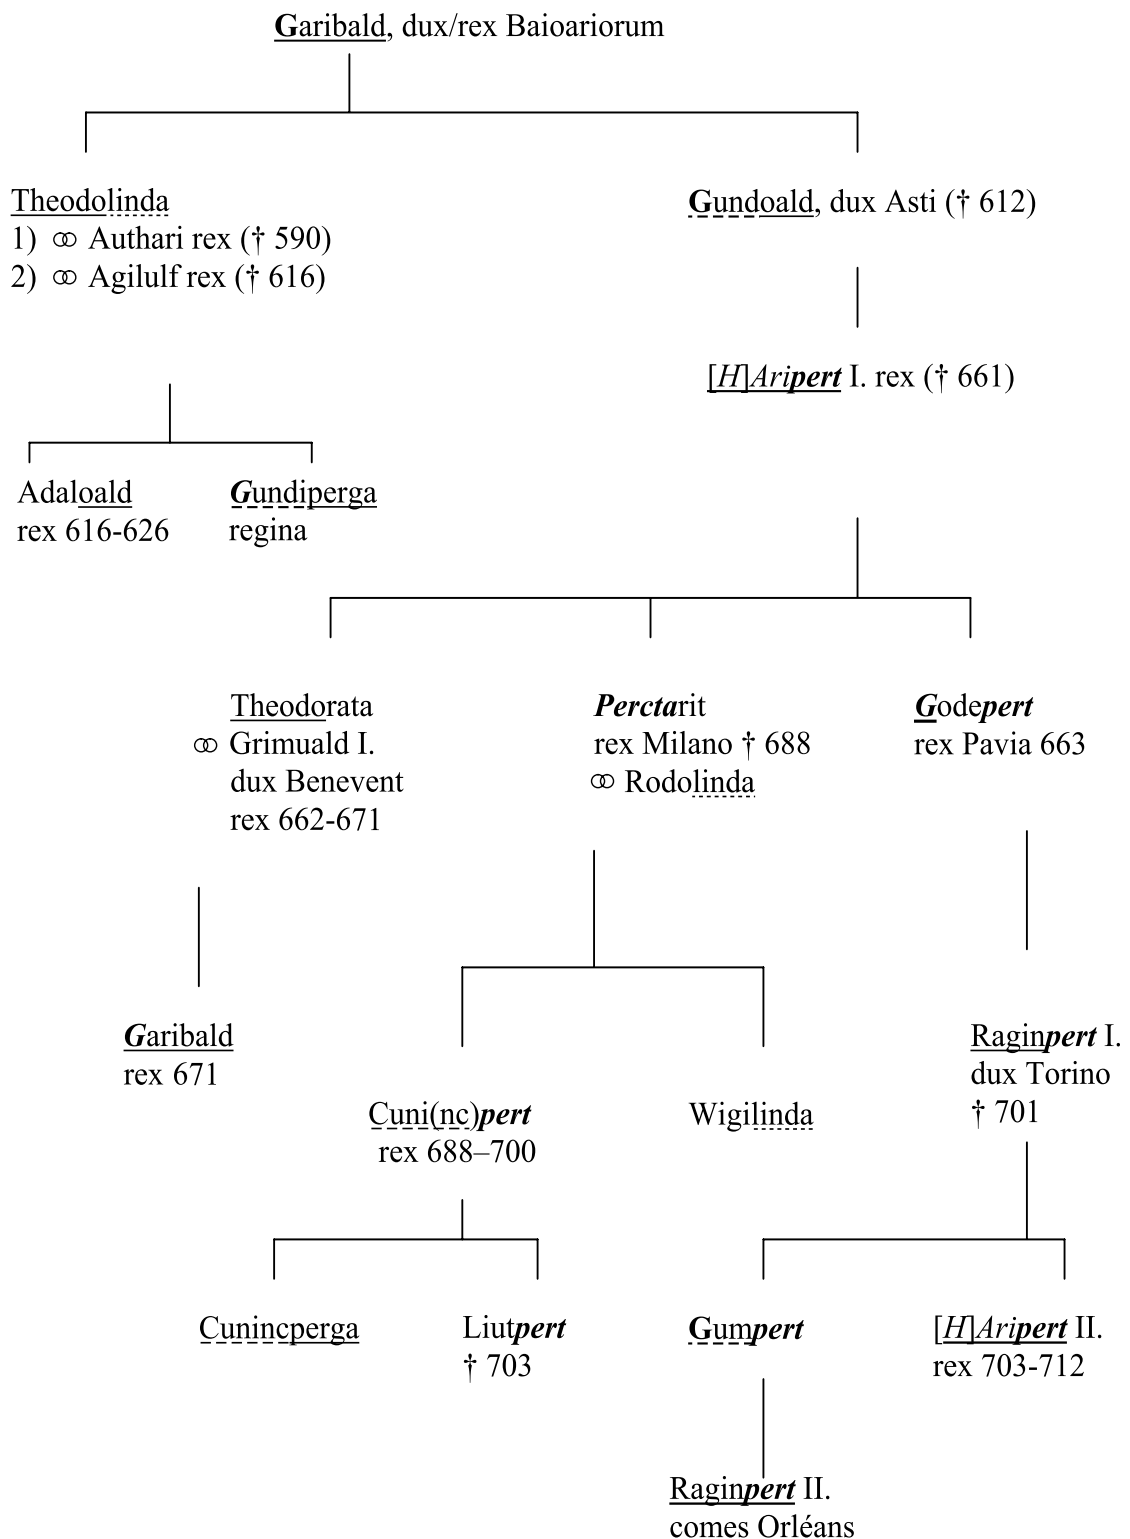 Garibald, dux/rex Baioariorum
Theodolinda
1) ⚭ Authari rex († 590)
2) ⚭ Agilulf rex († 616)
Gundoald, dux Asti († 612)
[H]Aripert I. rex († 661)
Adaloald
rex 616-626
Gundiperga
regina
Theodorata
⚭ Grimuald I.
dux Benevent
rex 662-671
Perctarit
rex Milano † 688
⚭ Rodolinda
Godepert
rex Pavia 663
Garibald
rex 671
Cuni(nc)pert
rex 688–700
Wigilinda
Raginpert I.
dux Torino
† 701
Cunincperga
Liutpert
† 703
Gumpert
[H]Aripert II.
rex 703-712
Raginpert II.
comes Orléans